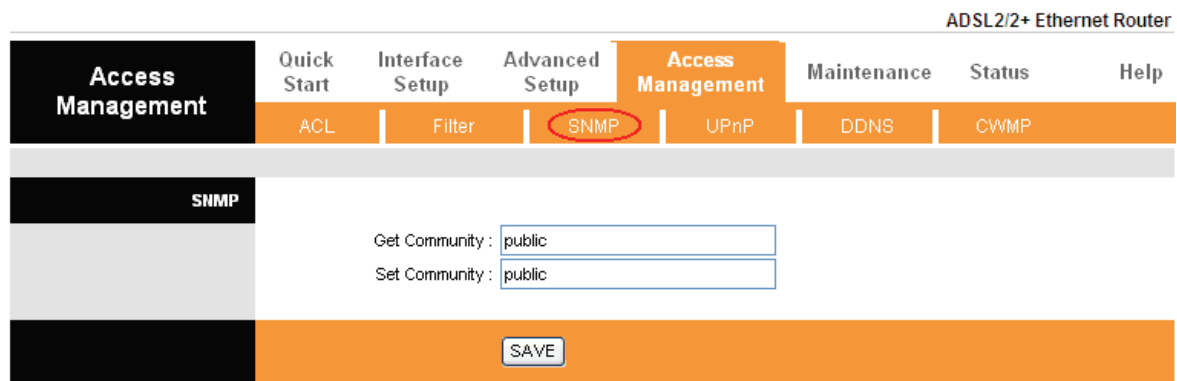 ADSL2/2+ Ethernet Router
Access Management
Quick Start
Interface Setup
Advanced Setup
Access Management
Maintenance
Status
Help
ACL
Filter
SNMP
UPnP
DDNS
CWMP
SNMP
Get Community : public
Set Community : public
SAVE